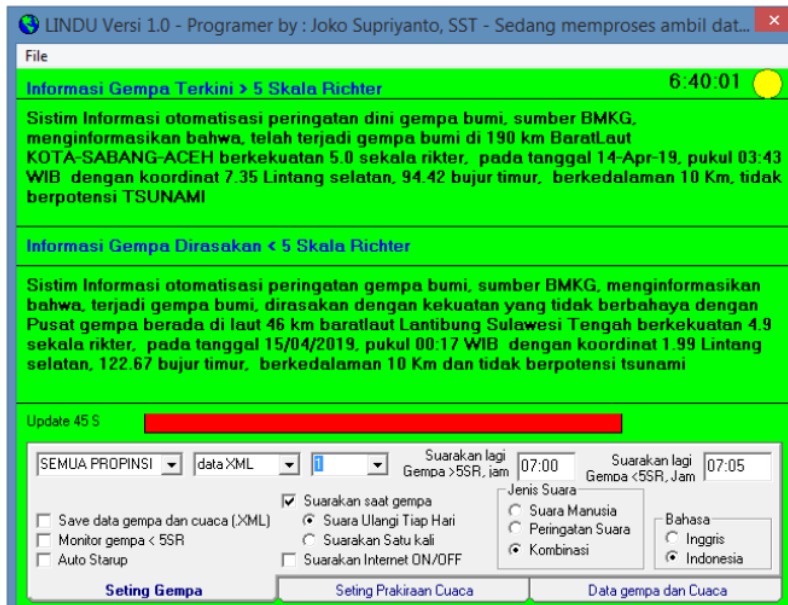 LINDU Versi 1.0 - Programer by : Joko Supriyanto, SST - Sedang memproses ambil dat...
File
Informasi Gempa Terkini > 5 Skala Richter
6:40:01
Sistim Informasi otomatisasi peringatan dini gempa bumi, sumber BMKG,
menginformasikan bahwa, telah terjadi gempa bumi di 190 km BaratLaut
KOTA-SABANG-ACEH berkekuatan 5.0 sekala rikter, pada tanggal 14-Apr-19, pukul 03:43
WIB dengan koordinat 7.35 Lintang selatan, 94.42 bujur timur, berkedalaman 10 Km, tidak
berpotensi TSUNAMI
Informasi Gempa Dirasakan < 5 Skala Richter
Sistim Informasi otomatisasi peringatan gempa bumi, sumber BMKG, menginformasikan
bahwa, terjadi gempa bumi, dirasakan dengan kekuatan yang tidak berbahaya dengan
Pusat gempa berada di laut 46 km baratlaut Lantibung Sulawesi Tengah berkekuatan 4.9
sekala rikter, pada tanggal 15/04/2019, pukul 00:17 WIB dengan koordinat 1.99 Lintang
selatan, 122.67 bujur timur, berkedalaman 10 Km dan tidak berpotensi tsunami
Update 45 S
SEMUA PROPINSI
data XML
1
Suarakan lagi
Gempa >5SR, jam
07:00
Suarakan lagi
Gempa <5SR, Jam
07:05
Save data gempa dan cuaca (.XML)
Monitor gempa < 5SR
Auto Starup
Suarakan saat gempa
Suara Ulangi Tiap Hari
Suarakan Satu kali
Suarakan Internet ON/OFF
Jenis Suara
Suara Manusia
Peringatan Suara
Kombinasi
Bahasa
Inggris
Indonesia
Seting Gempa
Seting Prakiraan Cuaca
Data gempa dan Cuaca